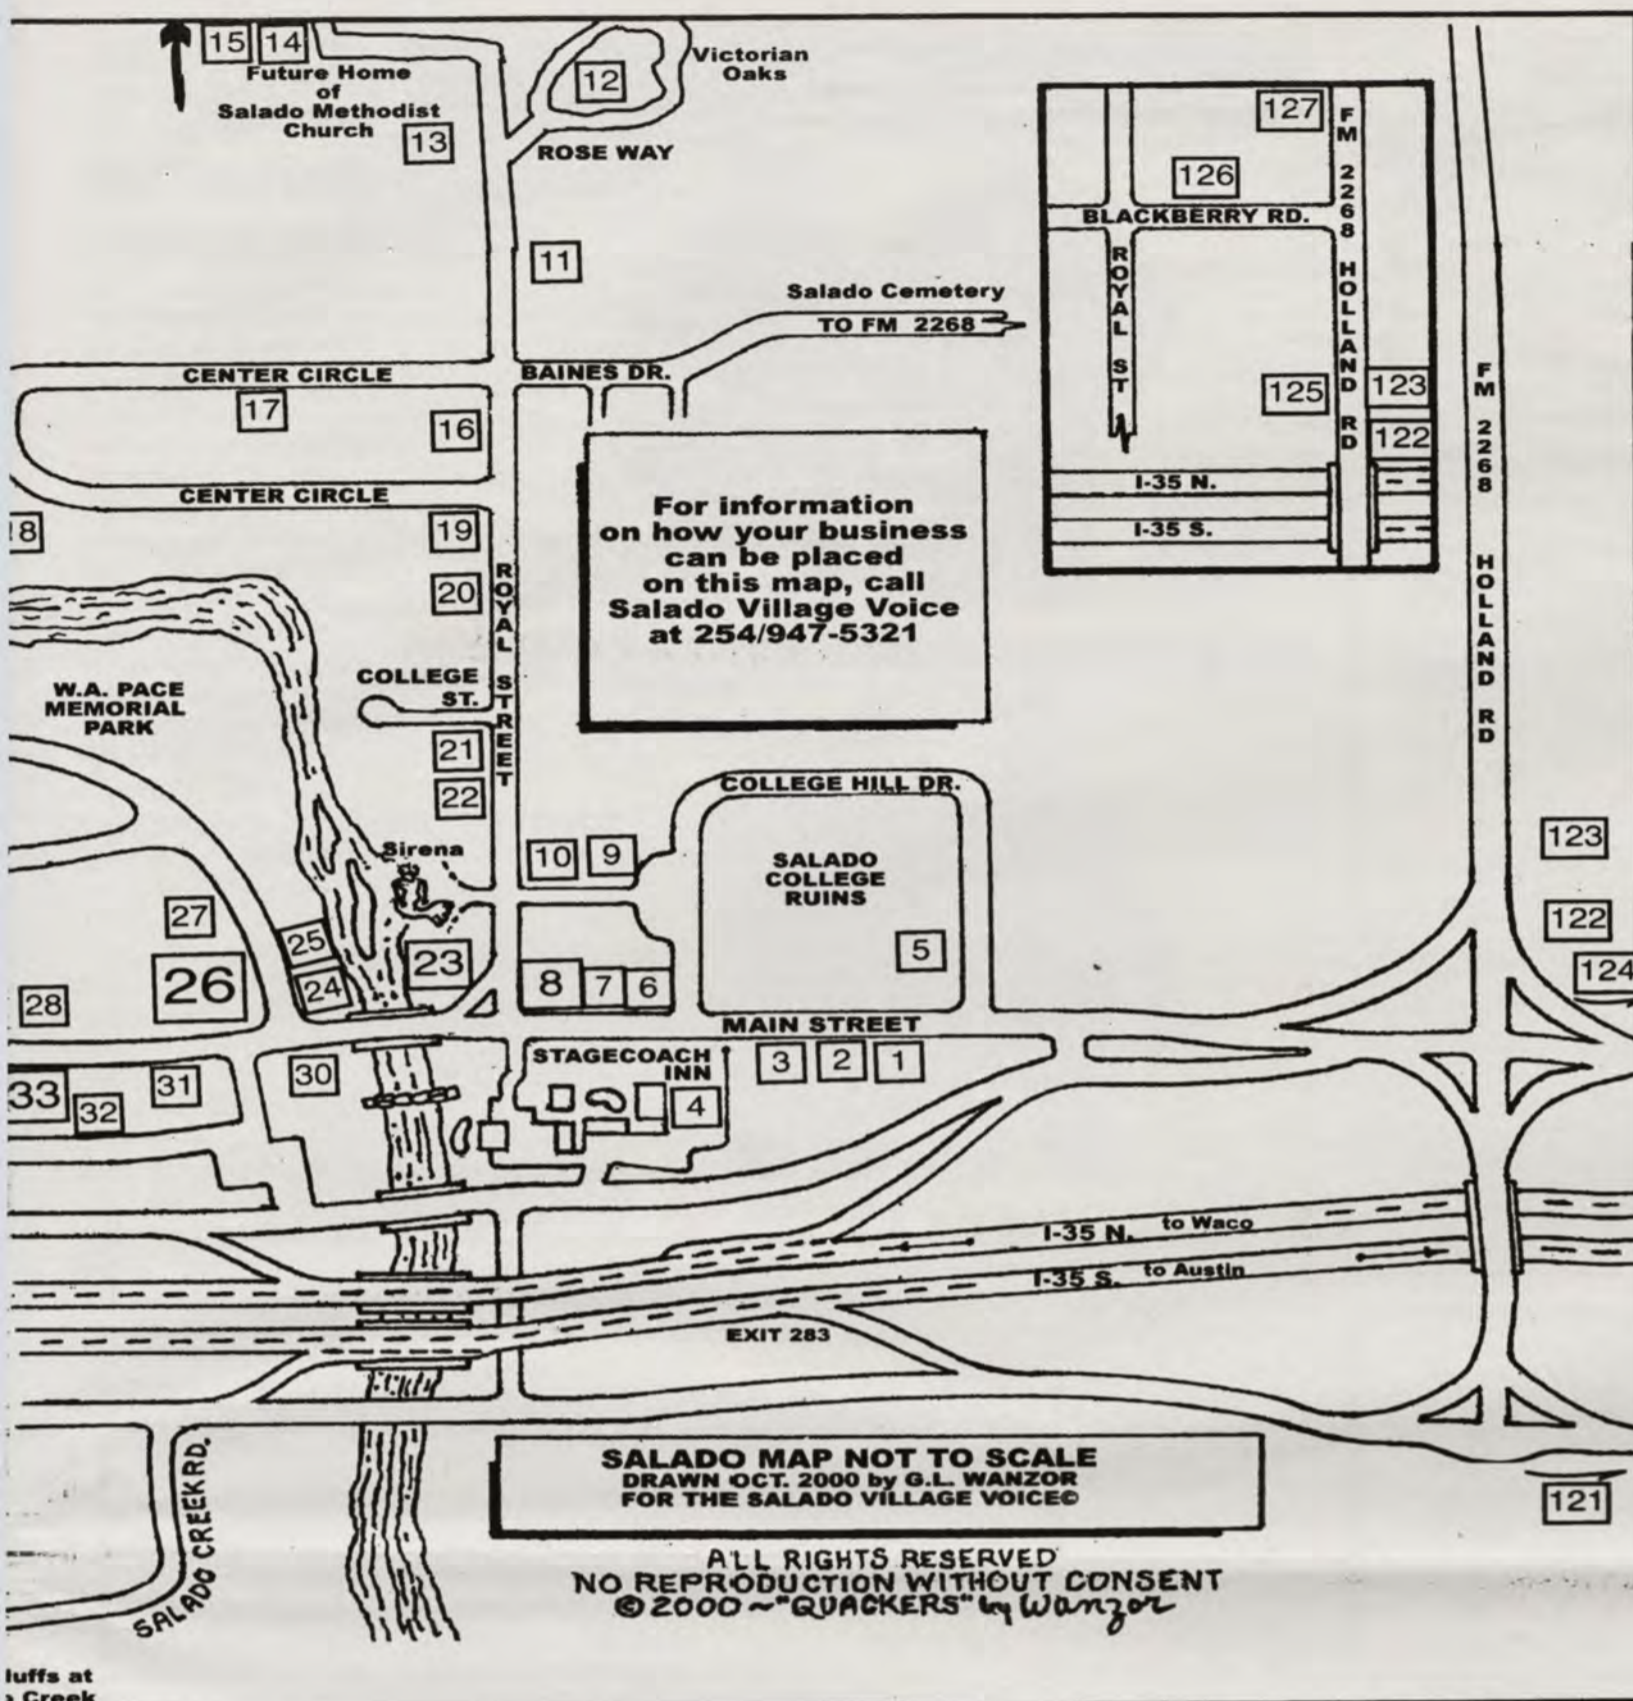 15
14
Future Home
of
Salado Methodist
Church
13
12
Victorian
Oaks
ROSE WAY
11
Salado Cemetery
TO FM 2268
CENTER CIRCLE
BAINES DR.
17
16
CENTER CIRCLE
18
19
20
ROYAL STREET
For information
on how your business
can be placed
on this map, call
Salado Village Voice
at 254/947-5321
127
126
BLACKBERRY RD.
ROYAL ST
FM 2268 HOLLAND RD
125
123
122
I-35 N.
I-35 S.
FM 2268 HOLLAND RD
W.A. PACE
MEMORIAL
PARK
COLLEGE
ST.
21
22
COLLEGE HILL DR.
Sirena
10
9
SALADO
COLLEGE
RUINS
5
123
122
124
27
25
24
23
26
28
8
7
6
MAIN STREET
STAGECOACH
INN
3
2
1
4
30
31
33
32
I-35 N.
to Waco
I-35 S.
to Austin
EXIT 283
SALADO CREEK RD.
SALADO MAP NOT TO SCALE
DRAWN OCT. 2000 by G.L. WANZOR
FOR THE SALADO VILLAGE VOICE©
121
ALL RIGHTS RESERVED
NO REPRODUCTION WITHOUT CONSENT
© 2000 ~ "QUACKERS" by Wanzor
luffs at
Creek